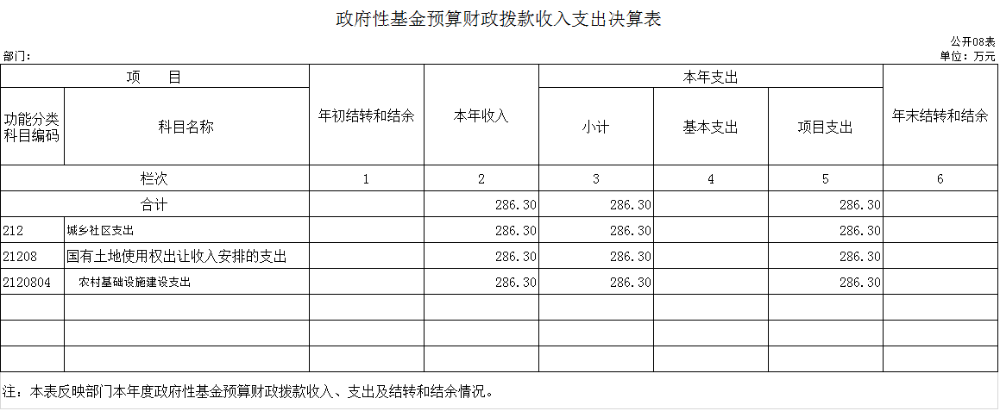 政府性基金预算财政拨款收入支出决算表
公开08表
部门： 单位：万元
项 目 年初结转和结余 本年收入 本年支出 年末结转和结余
功能分类科目编码 科目名称 小计 基本支出 项目支出
栏次 1 2 3 4 5 6
合计 286.30 286.30 286.30
212 城乡社区支出 286.30 286.30 286.30
21208 国有土地使用权出让收入安排的支出 286.30 286.30 286.30
2120804 农村基础设施建设支出 286.30 286.30 286.30
注：本表反映部门本年度政府性基金预算财政拨款收入、支出及结转和结余情况。